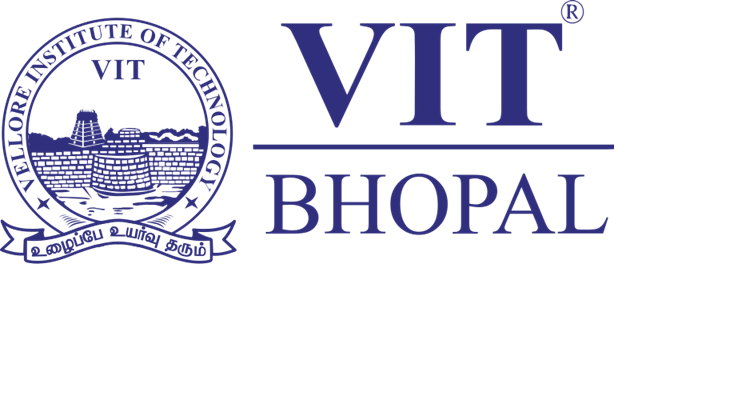 VELLORE INSTITUTE OF TECHNOLOGY
VIT
உழைப்பே உயர்வு தரும்
VIT®
BHOPAL